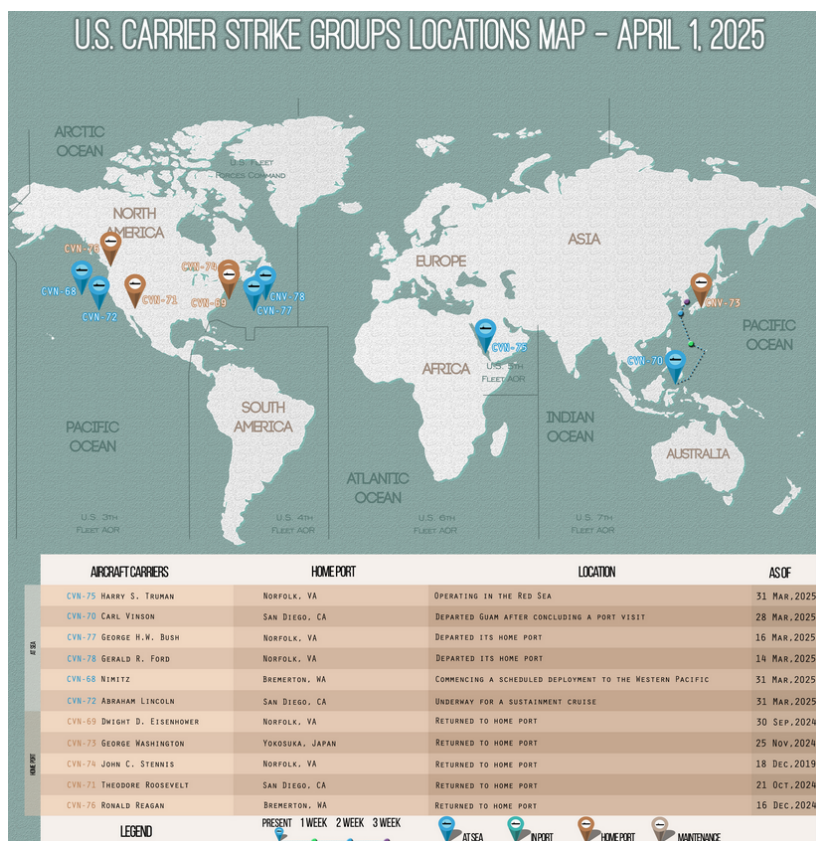 U.S. CARRIER STRIKE GROUPS LOCATIONS MAP - APRIL 1, 2025
ARCTIC
OCEAN
U.S. FLEET
FORCES COMMAND
NORTH
AMERICA
CVN-76
CVN-68
CVN-72
CVN-71
CVN-74
CVN-69
CNV-78
CVN-77
EUROPE
ASIA
CNV-73
PACIFIC
OCEAN
CVN-75
U.S. 5TH
FLEET AOR
AFRICA
CVN-70
SOUTH
AMERICA
PACIFIC
OCEAN
INDIAN
OCEAN
AUSTRALIA
ATLANTIC
OCEAN
U.S. 3TH
FLEET AOR
U.S. 4TH
FLEET AOR
U.S. 6TH
FLEET AOR
U.S. 7TH
FLEET AOR
AIRCRAFT CARRIERS HOME PORT LOCATION AS OF
AT SEA
CVN-75 HARRY S. TRUMAN NORFOLK, VA OPERATING IN THE RED SEA 31 MAR.2025
CVN-70 CARL VINSON SAN DIEGO, CA DEPARTED GUAM AFTER CONCLUDING A PORT VISIT 28 MAR.2025
CVN-77 GEORGE H.W. BUSH NORFOLK, VA DEPARTED ITS HOME PORT 16 MAR.2025
CVN-78 GERALD R. FORD NORFOLK, VA DEPARTED ITS HOME PORT 14 MAR.2025
CVN-68 NIMITZ BREMERTON, WA COMMENCING A SCHEDULED DEPLOYMENT TO THE WESTERN PACIFIC 31 MAR.2025
CVN-72 ABRAHAM LINCOLN SAN DIEGO, CA UNDERWAY FOR A SUSTAINMENT CRUISE 31 MAR.2025
HOME PORT
CVN-69 DWIGHT D. EISENHOWER NORFOLK, VA RETURNED TO HOME PORT 30 SEP.2024
CVN-73 GEORGE WASHINGTON YOKOSUKA, JAPAN RETURNED TO HOME PORT 25 NOV.2024
CVN-74 JOHN C. STENNIS NORFOLK, VA RETURNED TO HOME PORT 18 DEC.2019
CVN-71 THEODORE ROOSEVELT SAN DIEGO, CA RETURNED TO HOME PORT 21 OCT.2024
CVN-76 RONALD REAGAN BREMERTON, WA RETURNED TO HOME PORT 16 DEC.2024
LEGEND PRESENT 1 WEEK 2 WEEK 3 WEEK AT SEA IN PORT HOME PORT MAINTENANCE